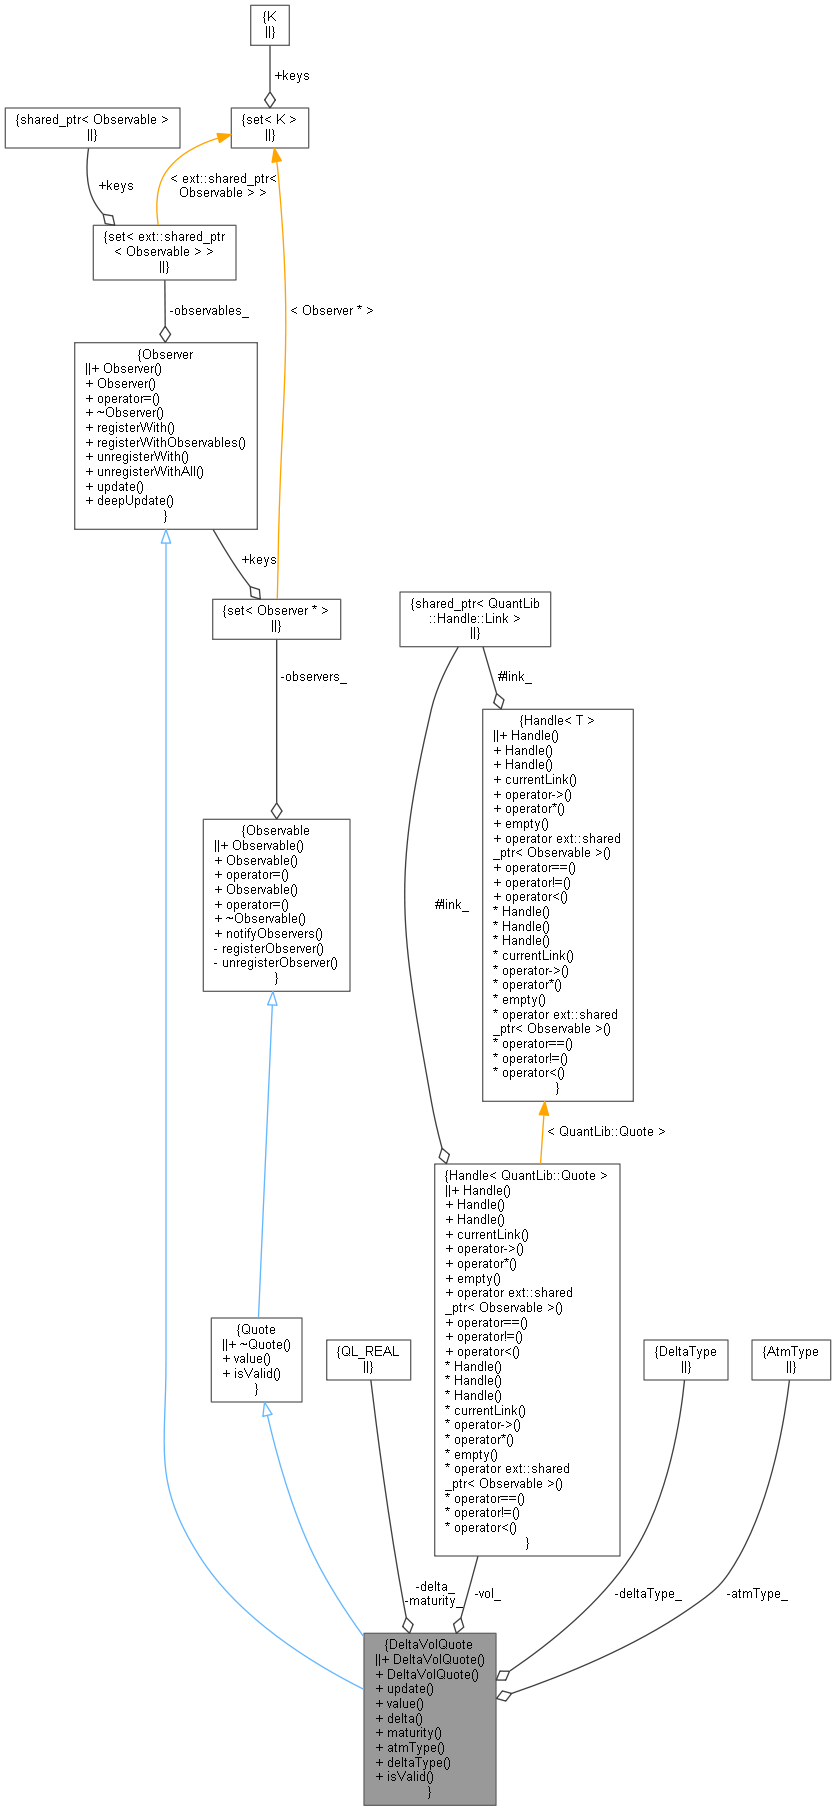 {K
||}
+keys
{shared_ptr< Observable >
||}
{set< K >
||}
+keys
< ext::shared_ptr<
Observable > >
{set< ext::shared_ptr
< Observable > >
||}
-observables_
< Observer * >
{Observer
||+ Observer()
+ Observer()
+ operator=()
+ ~Observer()
+ registerWith()
+ registerWithObservables()
+ unregisterWith()
+ unregisterWithAll()
+ update()
+ deepUpdate()
}
+keys
{set< Observer * >
||}
{shared_ptr< QuantLib
::Handle::Link >
||}
-observers_
#link_
{Handle< T >
||+ Handle()
+ Handle()
+ Handle()
+ currentLink()
+ operator->()
+ operator*()
+ empty()
+ operator ext::shared
_ptr< Observable >()
+ operator==()
+ operator!=()
+ operator<()
* Handle()
* Handle()
* Handle()
* currentLink()
* operator->()
* operator*()
* empty()
* operator ext::shared
_ptr< Observable >()
* operator==()
* operator!=()
* operator<()
}
{Observable
||+ Observable()
+ Observable()
+ operator=()
+ Observable()
+ operator=()
+ ~Observable()
+ notifyObservers()
- registerObserver()
- unregisterObserver()
}
#link_
< QuantLib::Quote >
{Handle< QuantLib::Quote >
||+ Handle()
+ Handle()
+ Handle()
+ currentLink()
+ operator->()
+ operator*()
+ empty()
+ operator ext::shared
_ptr< Observable >()
+ operator==()
+ operator!=()
+ operator<()
* Handle()
* Handle()
* Handle()
* currentLink()
* operator->()
* operator*()
* empty()
* operator ext::shared
_ptr< Observable >()
* operator==()
* operator!=()
* operator<()
}
{Quote
||+ ~Quote()
+ value()
+ isValid()
}
{QL_REAL
||}
{DeltaType
||}
{AtmType
||}
-delta_
-maturity_
-vol_
-deltaType_
-atmType_
{DeltaVolQuote
||+ DeltaVolQuote()
+ DeltaVolQuote()
+ update()
+ value()
+ delta()
+ maturity()
+ atmType()
+ deltaType()
+ isValid()
}